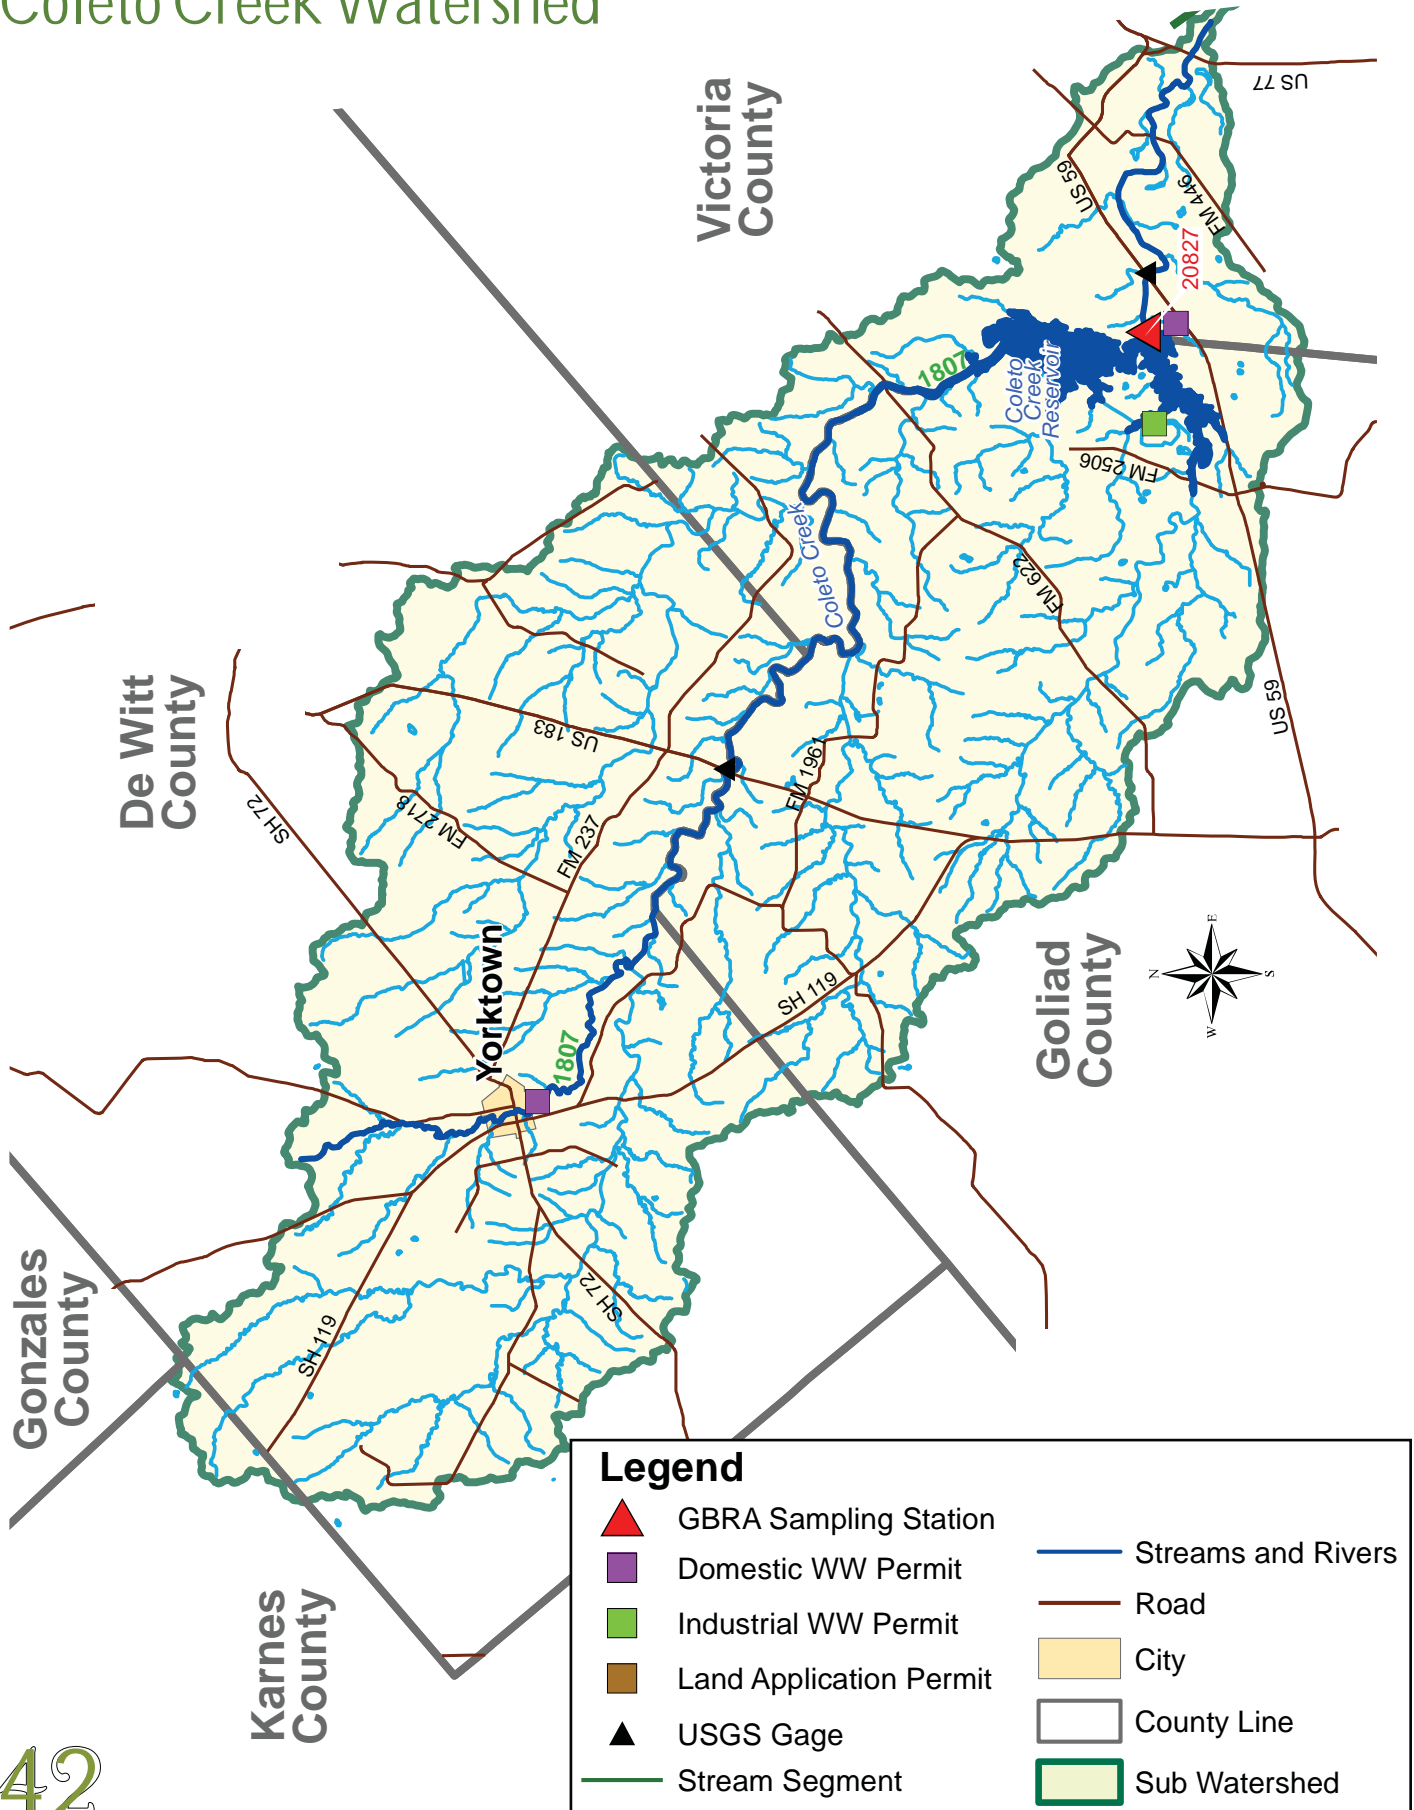 Coleto Creek Watershed
US 77
Victoria
County
US 59
FM 446
20827
1807
Coleto
Creek
Reservoir
FM 2506
Coleto Creek
FM 622
De Witt
County
US 183
US 59
FM 1961
SH 72
FM 2718
FM 237
Yorktown
Goliad
County
N
E
S
W
SH 119
1807
Gonzales
County
SH 119
SH 72
Karnes
County
Legend
GBRA Sampling Station
Domestic WW Permit
Industrial WW Permit
Land Application Permit
USGS Gage
Stream Segment
Streams and Rivers
Road
City
County Line
Sub Watershed
42